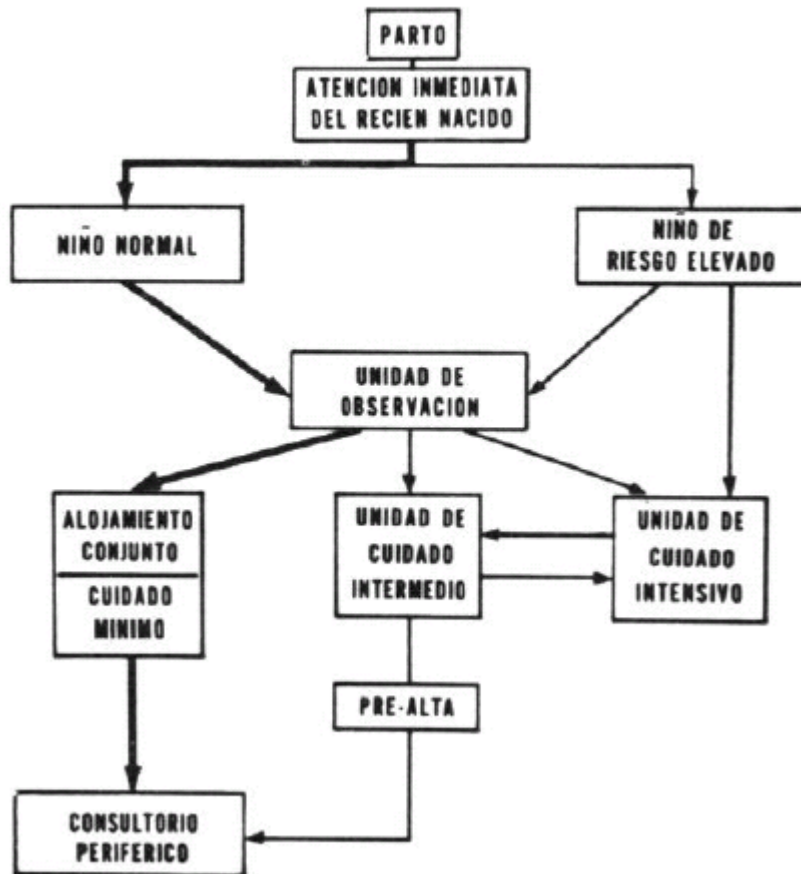 PARTO
ATENCION INMEDIATA
DEL RECIEN NACIDO
NIÑO NORMAL
NIÑO DE
RIESGO ELEVADO
UNIDAD DE
OBSERVACION
ALOJAMIENTO
CONJUNTO
CUIDADO
MINIMO
UNIDAD DE
CUIDADO
INTERMEDIO
UNIDAD DE
CUIDADO
INTENSIVO
PRE-ALTA
CONSULTORIO
PERIFERICO